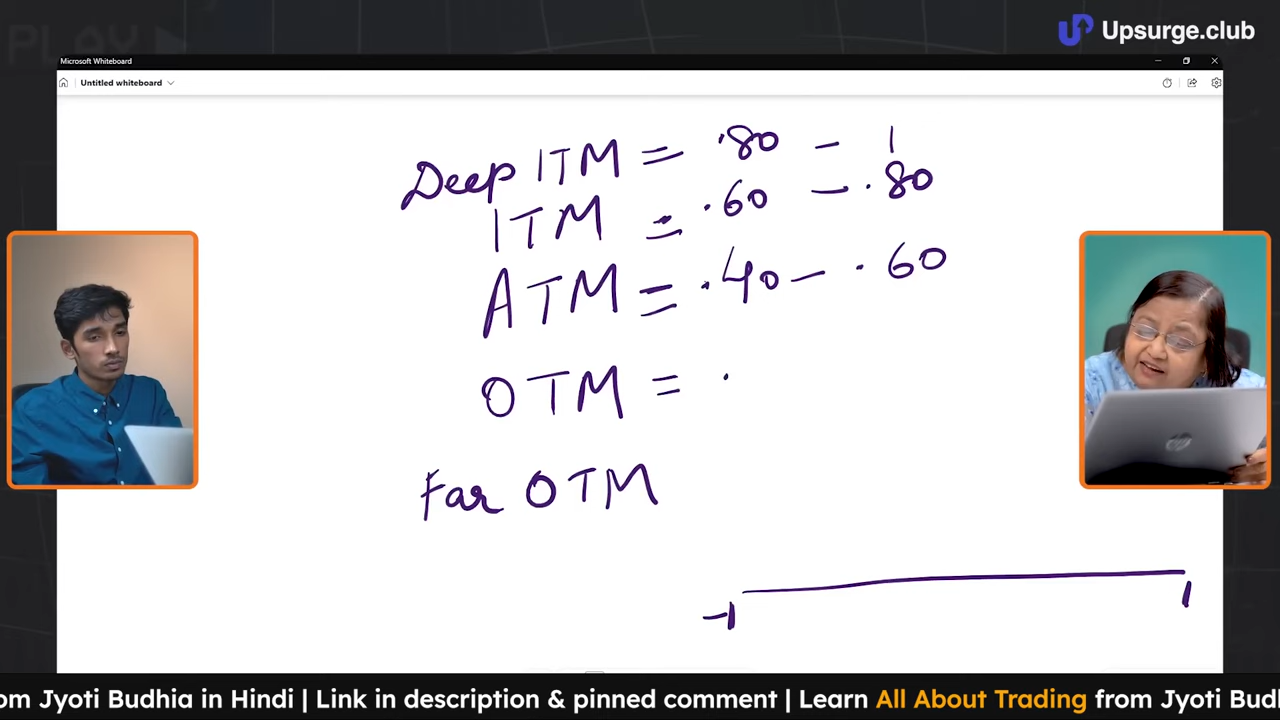 PLAY
Upsurge.club
Microsoft Whiteboard
Untitled whiteboard
Deep ITM = .80 - 1
ITM = .60 - .80
ATM = .40 - .60
OTM = .
Far OTM
-1 1
om Jyoti Budhia in Hindi | Link in description & pinned comment | Learn All About Trading from Jyoti Budh